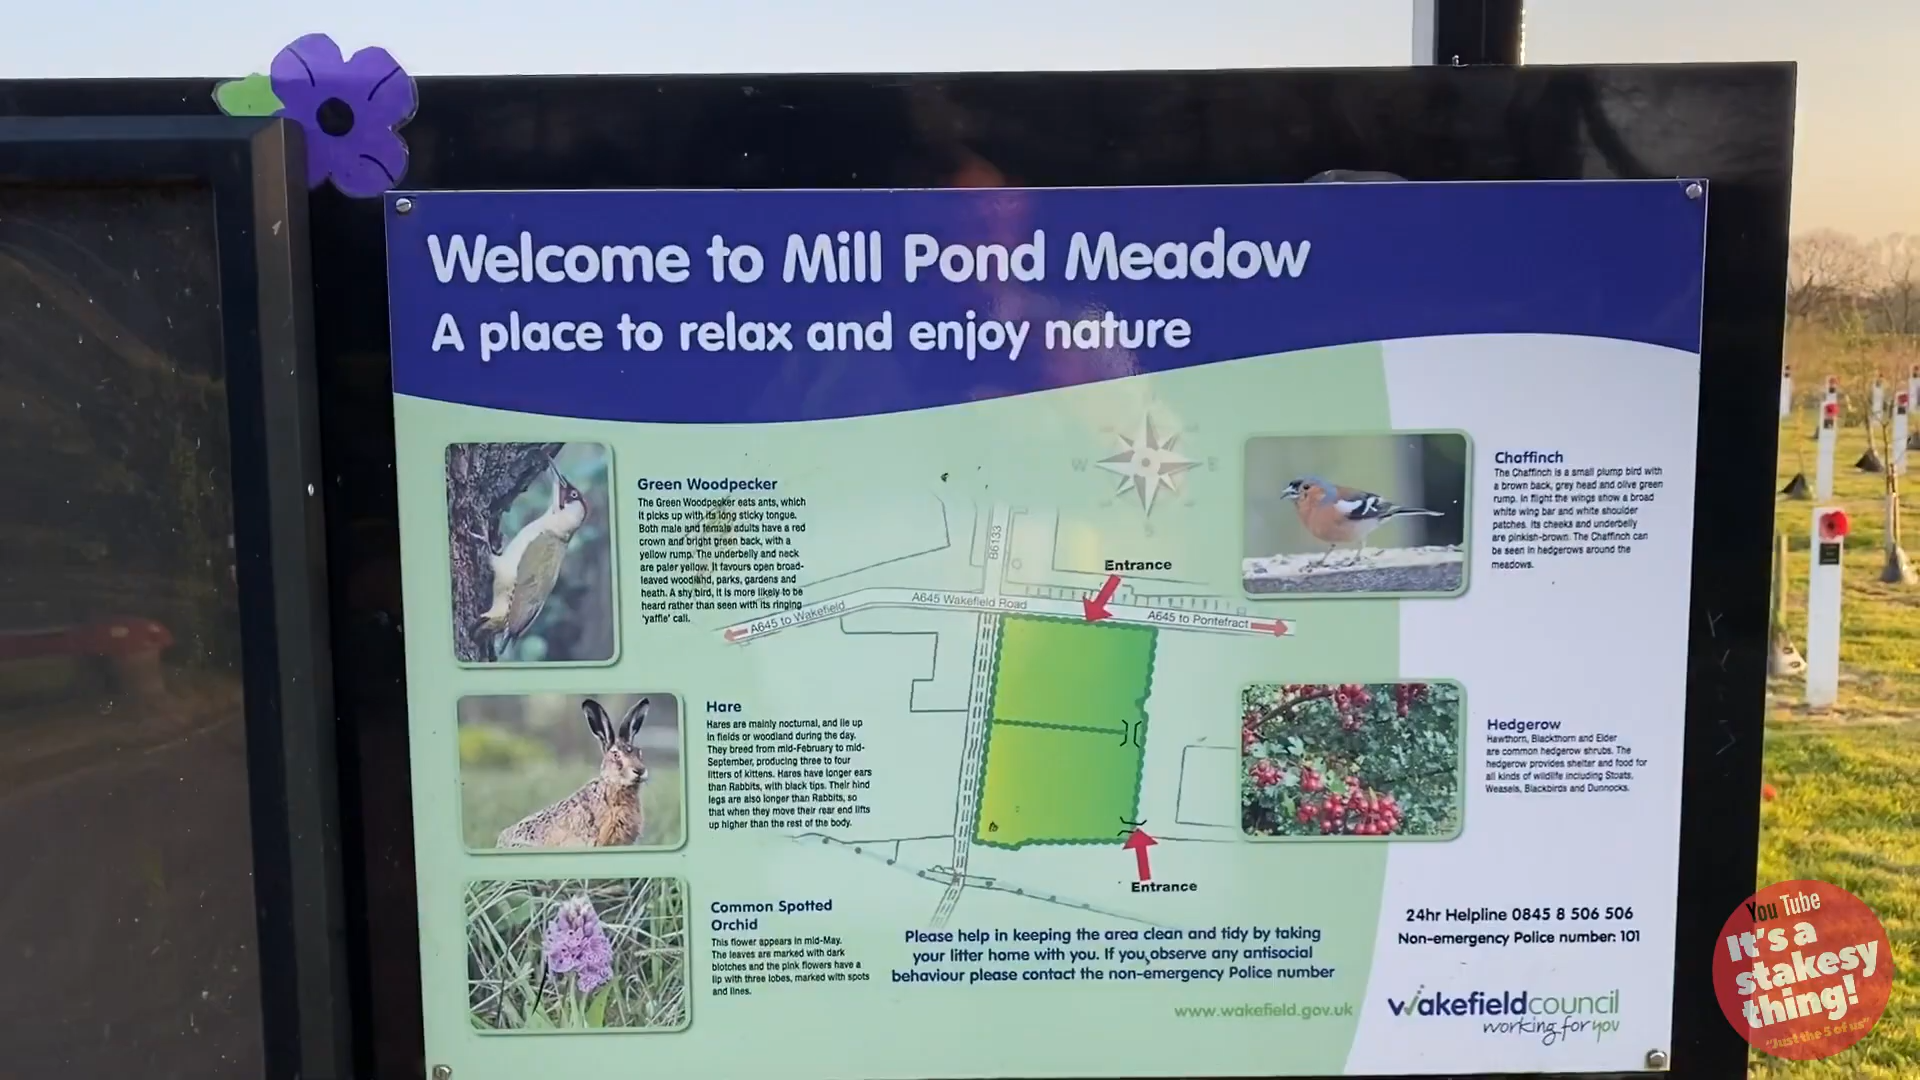 Welcome to Mill Pond Meadow
A place to relax and enjoy nature
Green Woodpecker
The Green Woodpecker eats ants, which
it picks up with its long sticky tongue.
Both male and female adults have a red
crown and bright green back, with a
yellow rump. The underbelly and neck
are paler yellow. It favours open broad-
leaved woodland, parks, gardens and
heath. A shy bird, it is more likely to be
heard rather than seen with its ringing
'yaffle' call.
Hare
Hares are mainly nocturnal, and lie up
in fields or woodland during the day.
They breed from mid-February to mid-
September, producing three to four
litters of kittens. Hares have longer ears
than Rabbits, with black tips. Their hind
legs are also longer than Rabbits, so
that when they move their rear end lifts
up higher than the rest of the body.
Common Spotted
Orchid
This flower appears in mid-May.
The leaves are marked with dark
blotches and the pink flowers have a
lip with three lobes, marked with spots
and lines.
W
E
S
B6133
Entrance
A645 Wakefield Road
A645 to Wakefield
A645 to Pontefract
Entrance
Please help in keeping the area clean and tidy by taking
your litter home with you. If you observe any antisocial
behaviour please contact the non-emergency Police number
www.wakefield.gov.uk
Chaffinch
The Chaffinch is a small plump bird with
a brown back, grey head and olive green
rump. In flight the wings show a broad
white wing bar and white shoulder
patches. Its cheeks and underbelly
are pinkish-brown. The Chaffinch can
be seen in hedgerows around the
meadows.
Hedgerow
Hawthorn, Blackthorn and Elder
are common hedgerow shrubs. The
hedgerow provides shelter and food for
all kinds of wildlife including Stoats,
Weasels, Blackbirds and Dunnocks.
24hr Helpline 0845 8 506 506
Non-emergency Police number: 101
wakefieldcouncil
working for you
You Tube
It's a
stakesy
thing!
"Just the 5 of us"